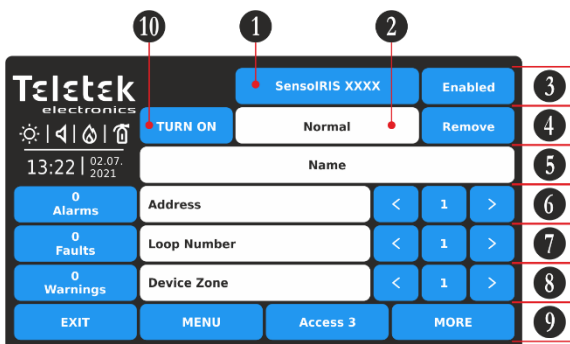 10 1 2
Teletek
electronics
SensoIRIS XXXX Enabled 3
TURN ON Normal Remove 4
13:22 02.07.
2021
Name 5
0
Alarms
Address < 1 > 6
0
Faults
Loop Number < 1 > 7
0
Warnings
Device Zone < 1 > 8
EXIT MENU Access 3 MORE 9